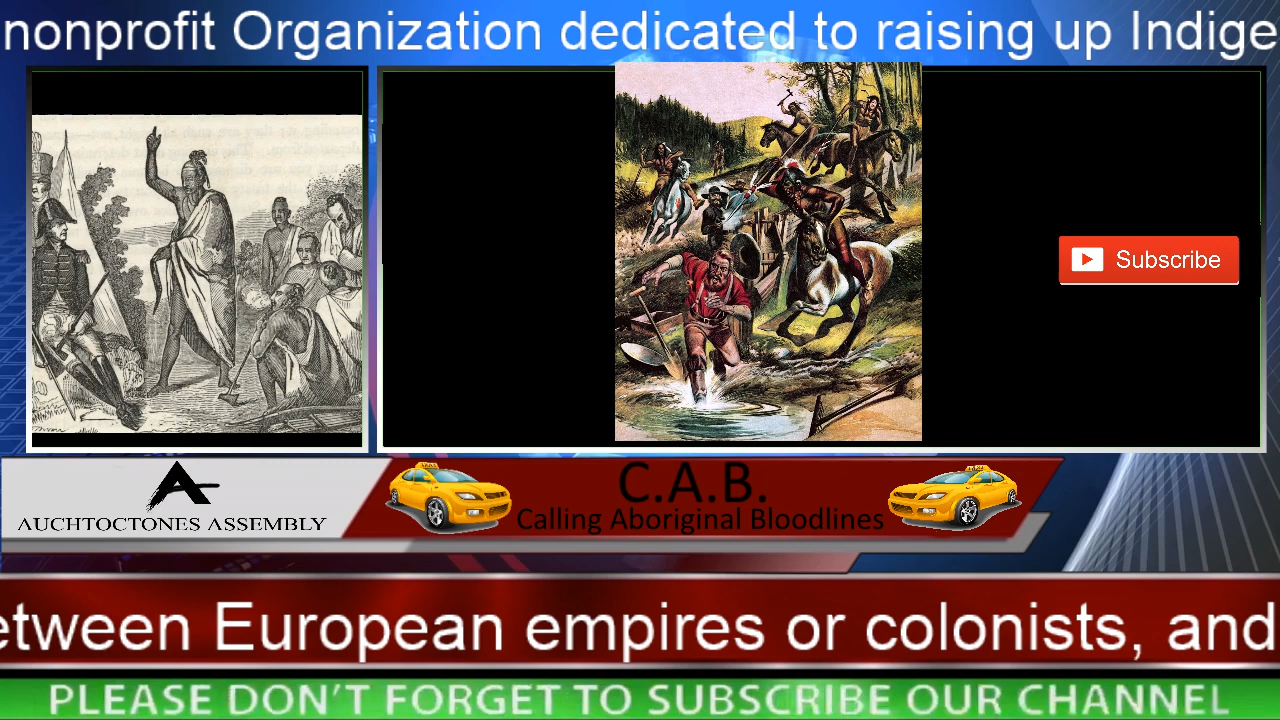 nonprofit Organization dedicated to raising up Indige
Subscribe
AUCHTOCTONES ASSEMBLY
C.A.B.
Calling Aboriginal Bloodlines
etween European empires or colonists, and
PLEASE DON'T FORGET TO SUBSCRIBE OUR CHANNEL